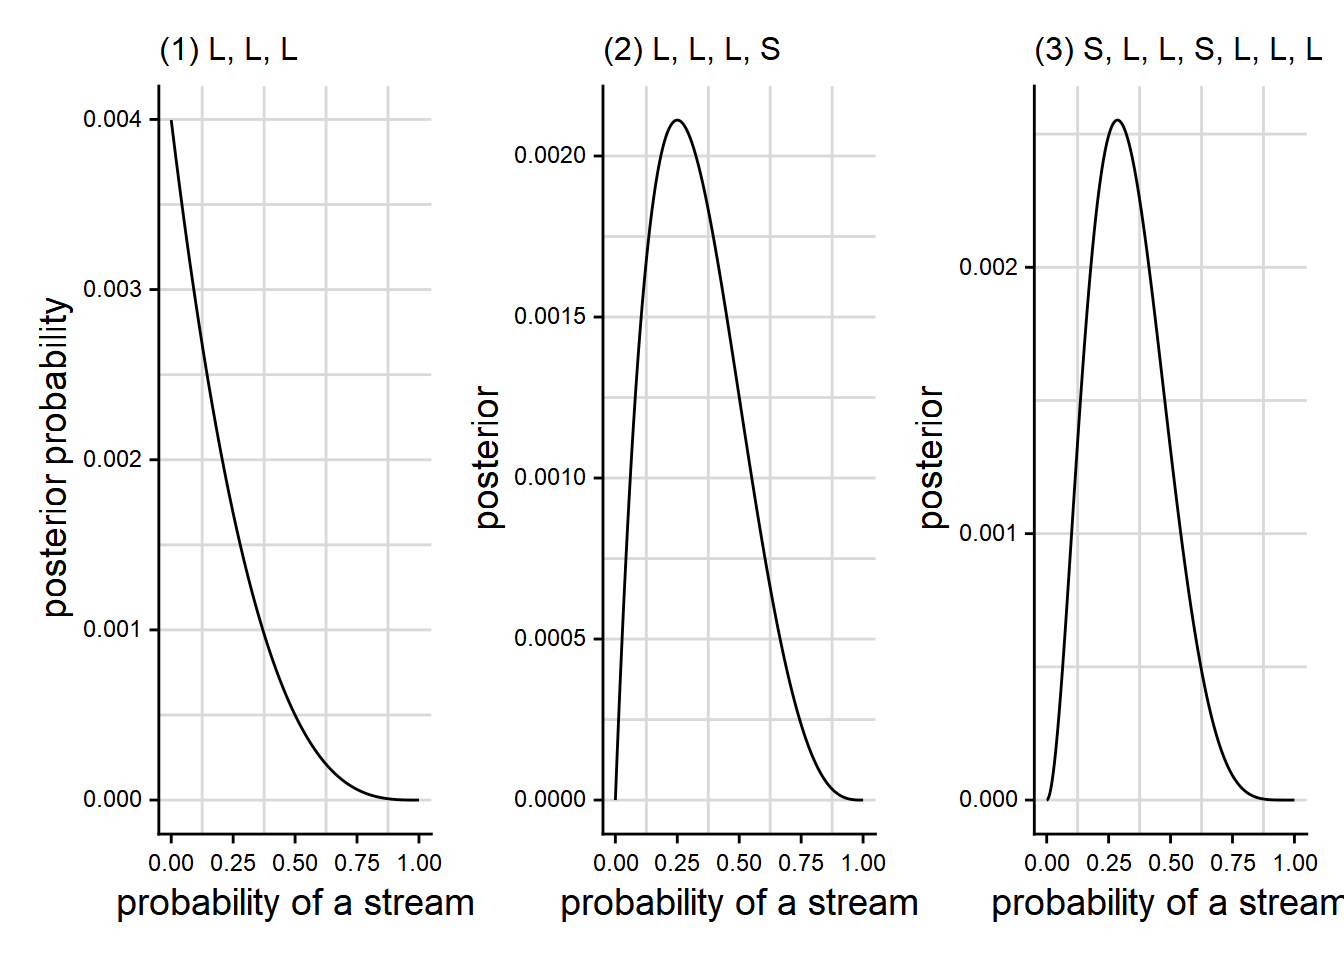 (1) L, L, L
posterior probability
0.004
0.003
0.002
0.001
0.000
0.00 0.25 0.50 0.75 1.00
probability of a stream
(2) L, L, L, S
posterior
0.0020
0.0015
0.0010
0.0005
0.0000
0.00 0.25 0.50 0.75 1.00
probability of a stream
(3) S, L, L, S, L, L, L
posterior
0.002
0.001
0.000
0.00 0.25 0.50 0.75 1.00
probability of a stream